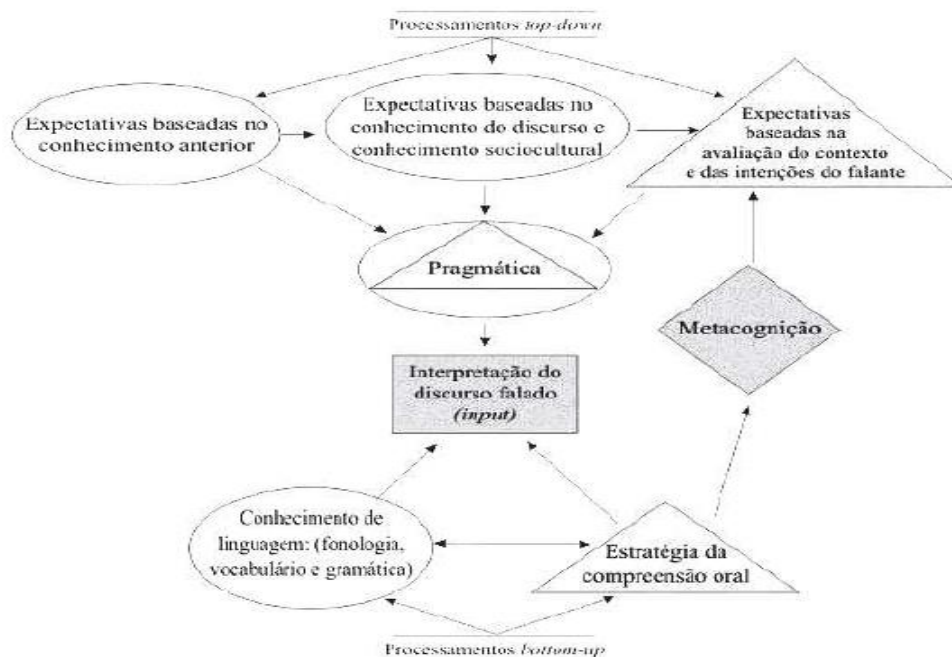 Processamentos top-down
Expectativas baseadas no
conhecimento anterior
Expectativas baseadas no
conhecimento do discurso e
conhecimento sociocultural
Expectativas
baseadas na
avaliação do contexto
e das intenções do falante
Pragmática
Metacognição
Interpretação do
discurso falado
(input)
Conhecimento de
linguagem: (fonologia,
vocabulário e gramática)
Estratégia da
compreensão oral
Processamentos bottom-up